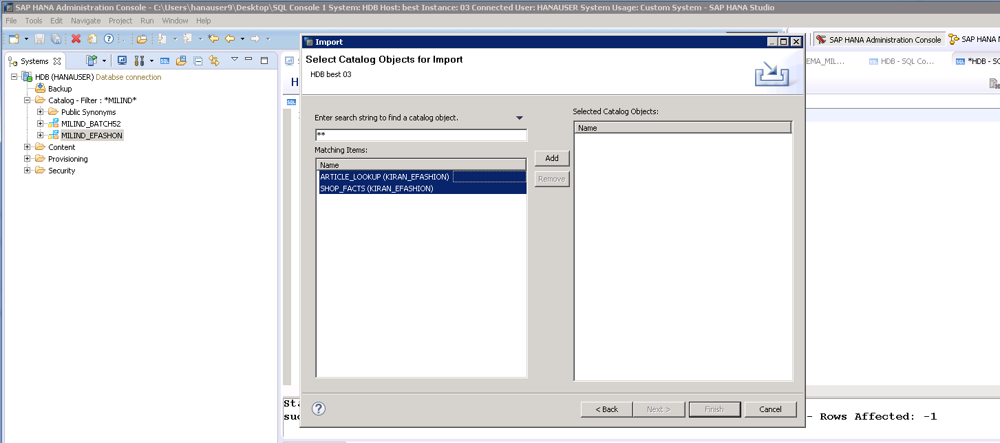 SAP HANA Administration Console - C:\Users\hanauser9\Desktop\SQL Console 1 System: HDB Host: best Instance: 03 Connected User: HANAUSER System Usage: Custom System - SAP HANA Studio
File Tools Edit Navigate Project Run Window Help
SAP HANA Administration Console
SAP HANA
Systems
HDB (HANAUSER) Databse connection
Backup
Catalog - Filter : *MILIND*
Public Synonyms
MILIND_BATCH52
MILIND_EFASHON
Content
Provisioning
Security
H
SQL
Import
Select Catalog Objects for Import
HDB best 03
Enter search string to find a catalog object.
**
Matching Items:
Name
ARTICLE_LOOKUP (KIRAN_EFASHION)
SHOP_FACTS (KIRAN_EFASHION)
Add
Remove
Selected Catalog Objects:
Name
< Back
Next >
Finish
Cancel
EMA_MIL...
SQL HDB - SQL Co...
SQL *HDB - SQ
Sta
suc
- Rows Affected: -1